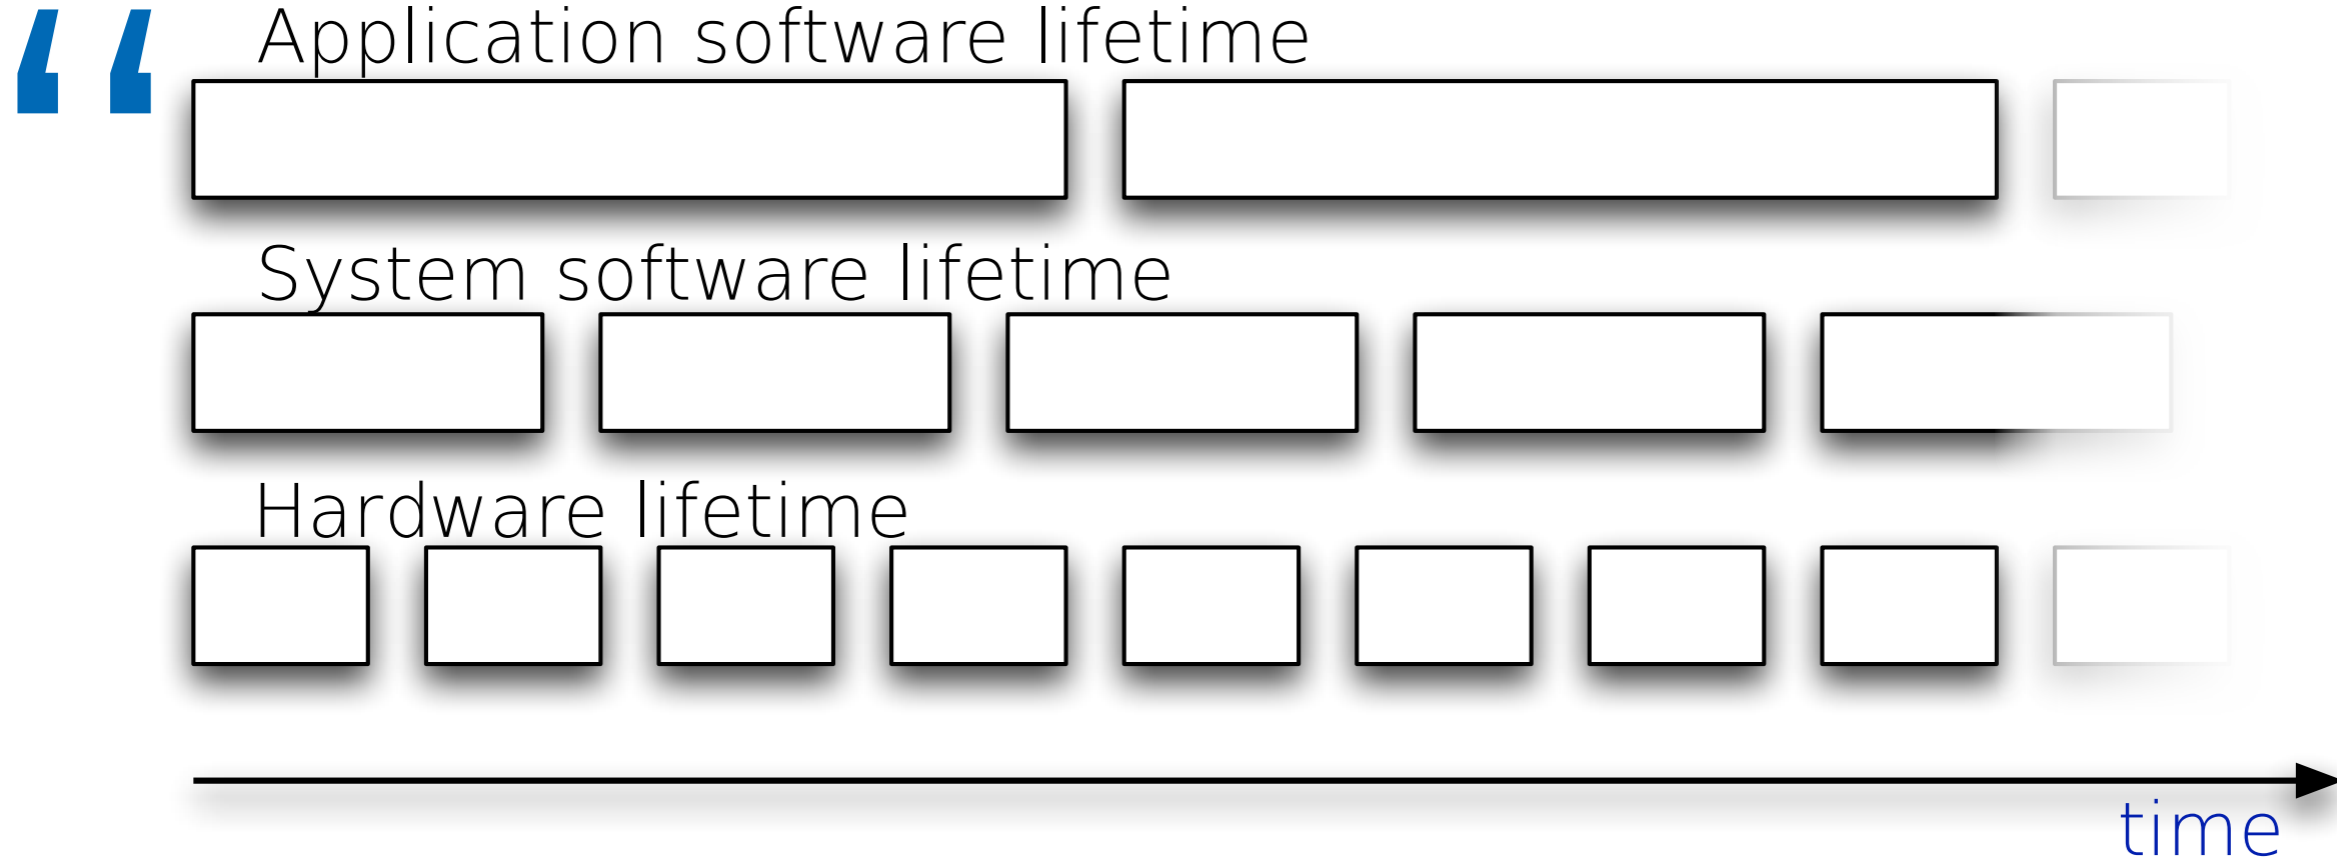 “
Application software lifetime
System software lifetime
Hardware lifetime
time